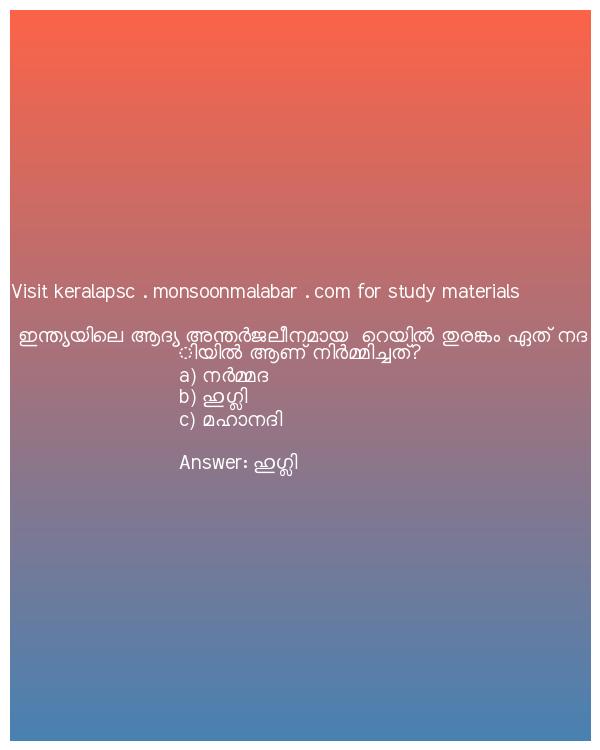 Visit keralapsc . monsoonmalabar . com for study materials
ഇന്ത്യയിലെ ആദ്യ അന്തർജലീനമായ  റെയിൽ തുരങ്കം ഏത് നദ
ിയിൽ ആണ് നിർമ്മിച്ചത്?
a) നർമ്മദ
b) ഹുഗ്ലി
c) മഹാനദി
Answer: ഹുഗ്ലി